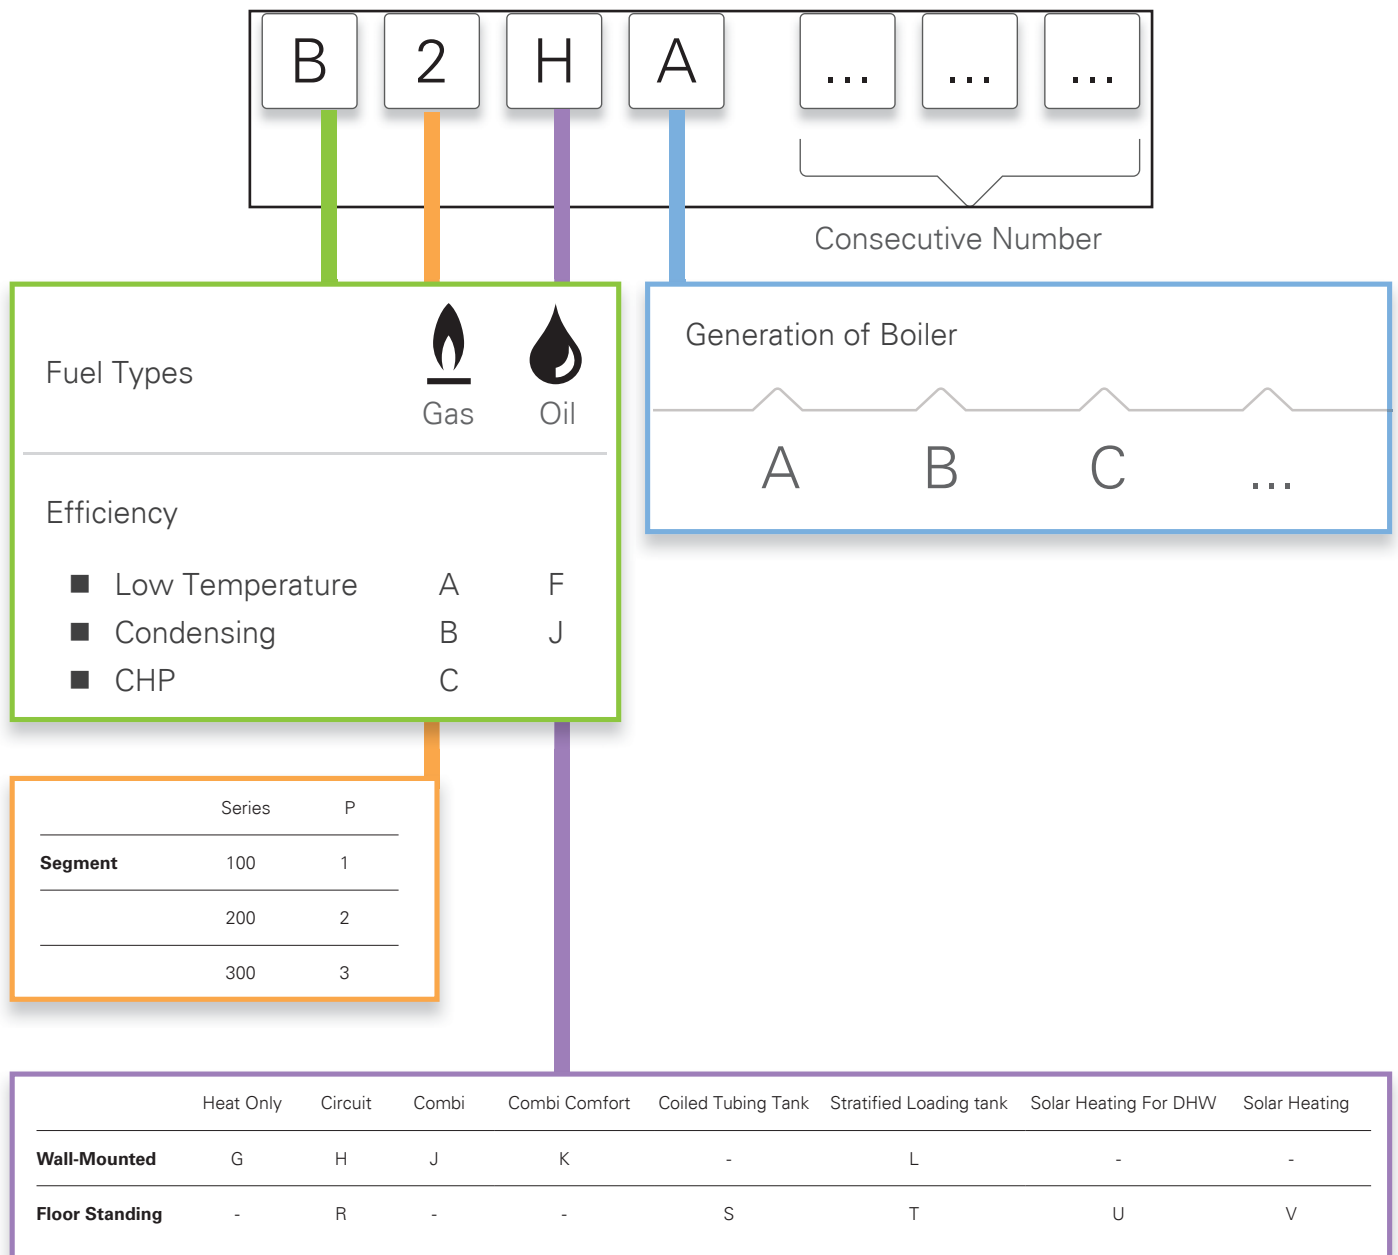 B 2 H A ... ... ...
Consecutive Number
Fuel Types
Gas Oil
Efficiency
■ Low Temperature A F
■ Condensing B J
■ CHP C
Generation of Boiler
A B C ...
Series P
Segment 100 1
200 2
300 3
Heat Only Circuit Combi Combi Comfort Coiled Tubing Tank Stratified Loading tank Solar Heating For DHW Solar Heating
Wall-Mounted G H J K - L - -
Floor Standing - R - - S T U V